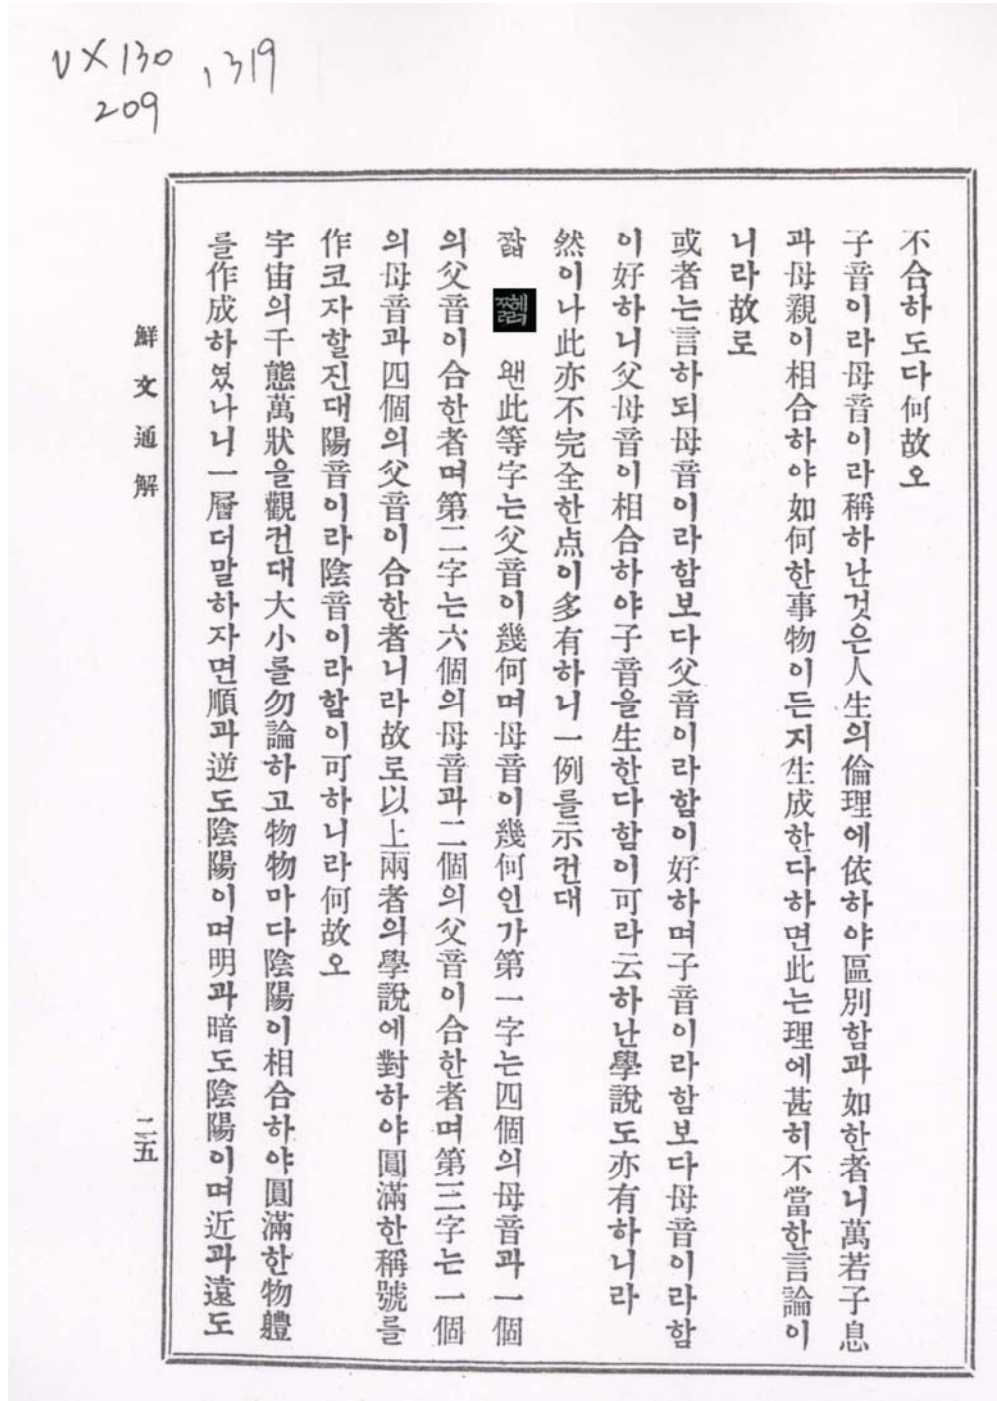 VX130 , 319
209
不合하도다何故오
子音이라母音이라稱하난것은人生의倫理에依하야區別함과如한者니萬若子息
과母親이相合하야如何한事物이든지生成한다하면此는理에甚히不當한言論이
니라故로
或者는言하되母音이라함보다父音이라함이好하며子音이라함보다母音이라함
이好하니父母音이相合하야子音을生한다함이可라云하난學說도亦有하니라
然이나此亦不完全한点이多有하니一例를示컨대
짧 왠此等字는父音이幾何며母音이幾何인가第一字는四個의母音과一個
의父音이合한者며第二字는六個의母音과二個의父音이合한者며第三字는一個
의母音과四個의父音이合한者니라故로以上兩者의學說에對하야圓滿한稱號를
作코자할진대陽音이라陰音이라함이可하니라何故오
宇宙의千態萬狀을觀컨대大小를勿論하고物物마다陰陽이相合하야圓滿한物軆
를作成하엿나니一層더말하자면順과逆도陰陽이며明과暗도陰陽이며近과遠도
鮮文通解
二五